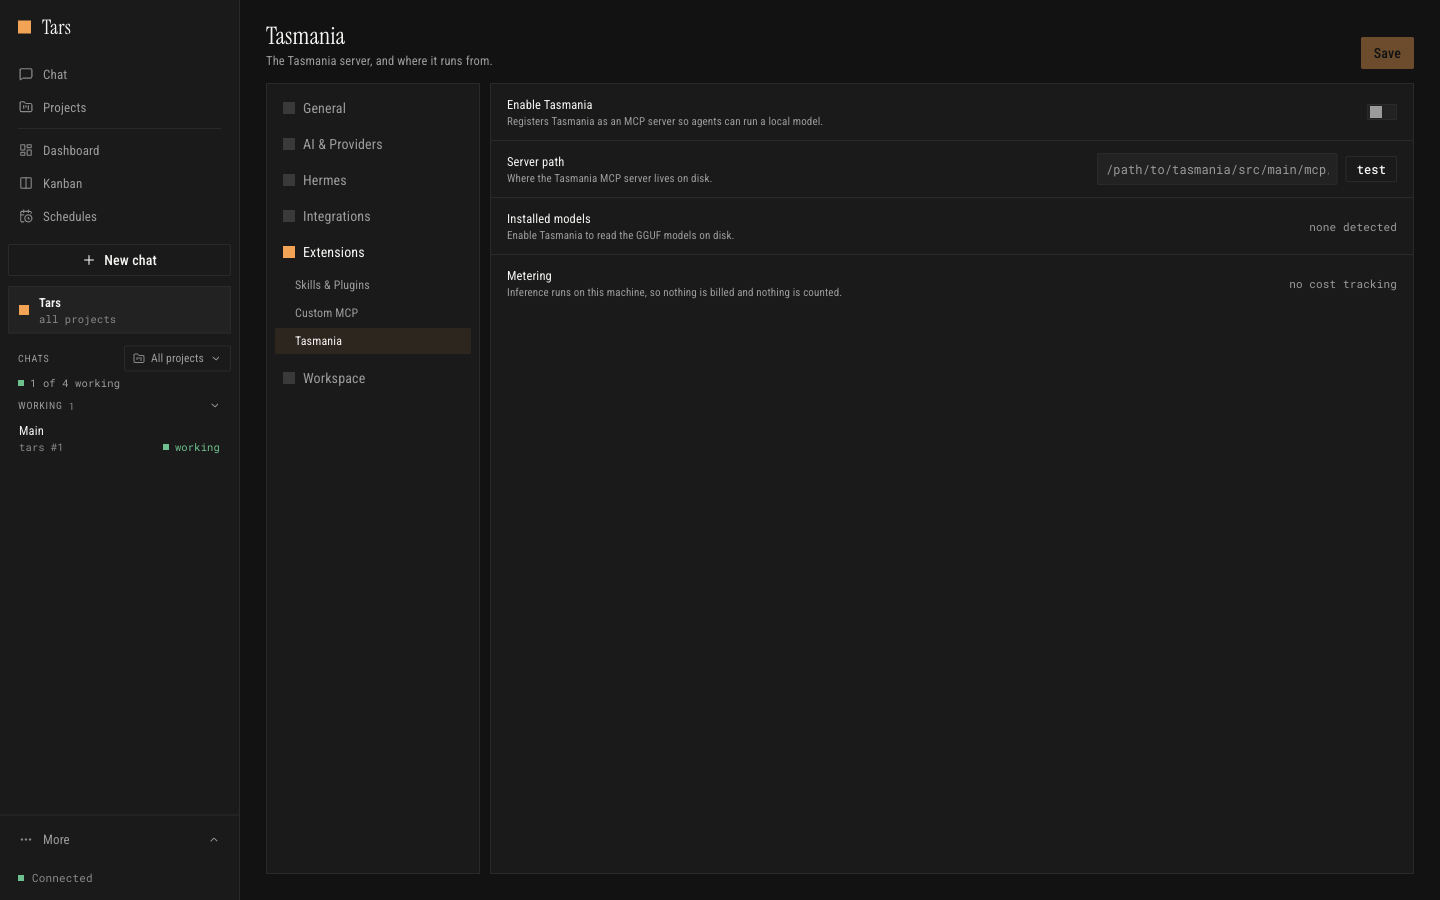 Tars
Chat
Projects
Dashboard
Kanban
Schedules
New chat
Tars
all projects
CHATS
All projects
1 of 4 working
WORKING 1
Main
tars #1
working
More
Connected
Tasmania
The Tasmania server, and where it runs from.
Save
General
AI & Providers
Hermes
Integrations
Extensions
Skills & Plugins
Custom MCP
Tasmania
Workspace
Enable Tasmania
Registers Tasmania as an MCP server so agents can run a local model.
Server path
Where the Tasmania MCP server lives on disk.
/path/to/tasmania/src/main/mcp.
test
Installed models
Enable Tasmania to read the GGUF models on disk.
none detected
Metering
Inference runs on this machine, so nothing is billed and nothing is counted.
no cost tracking